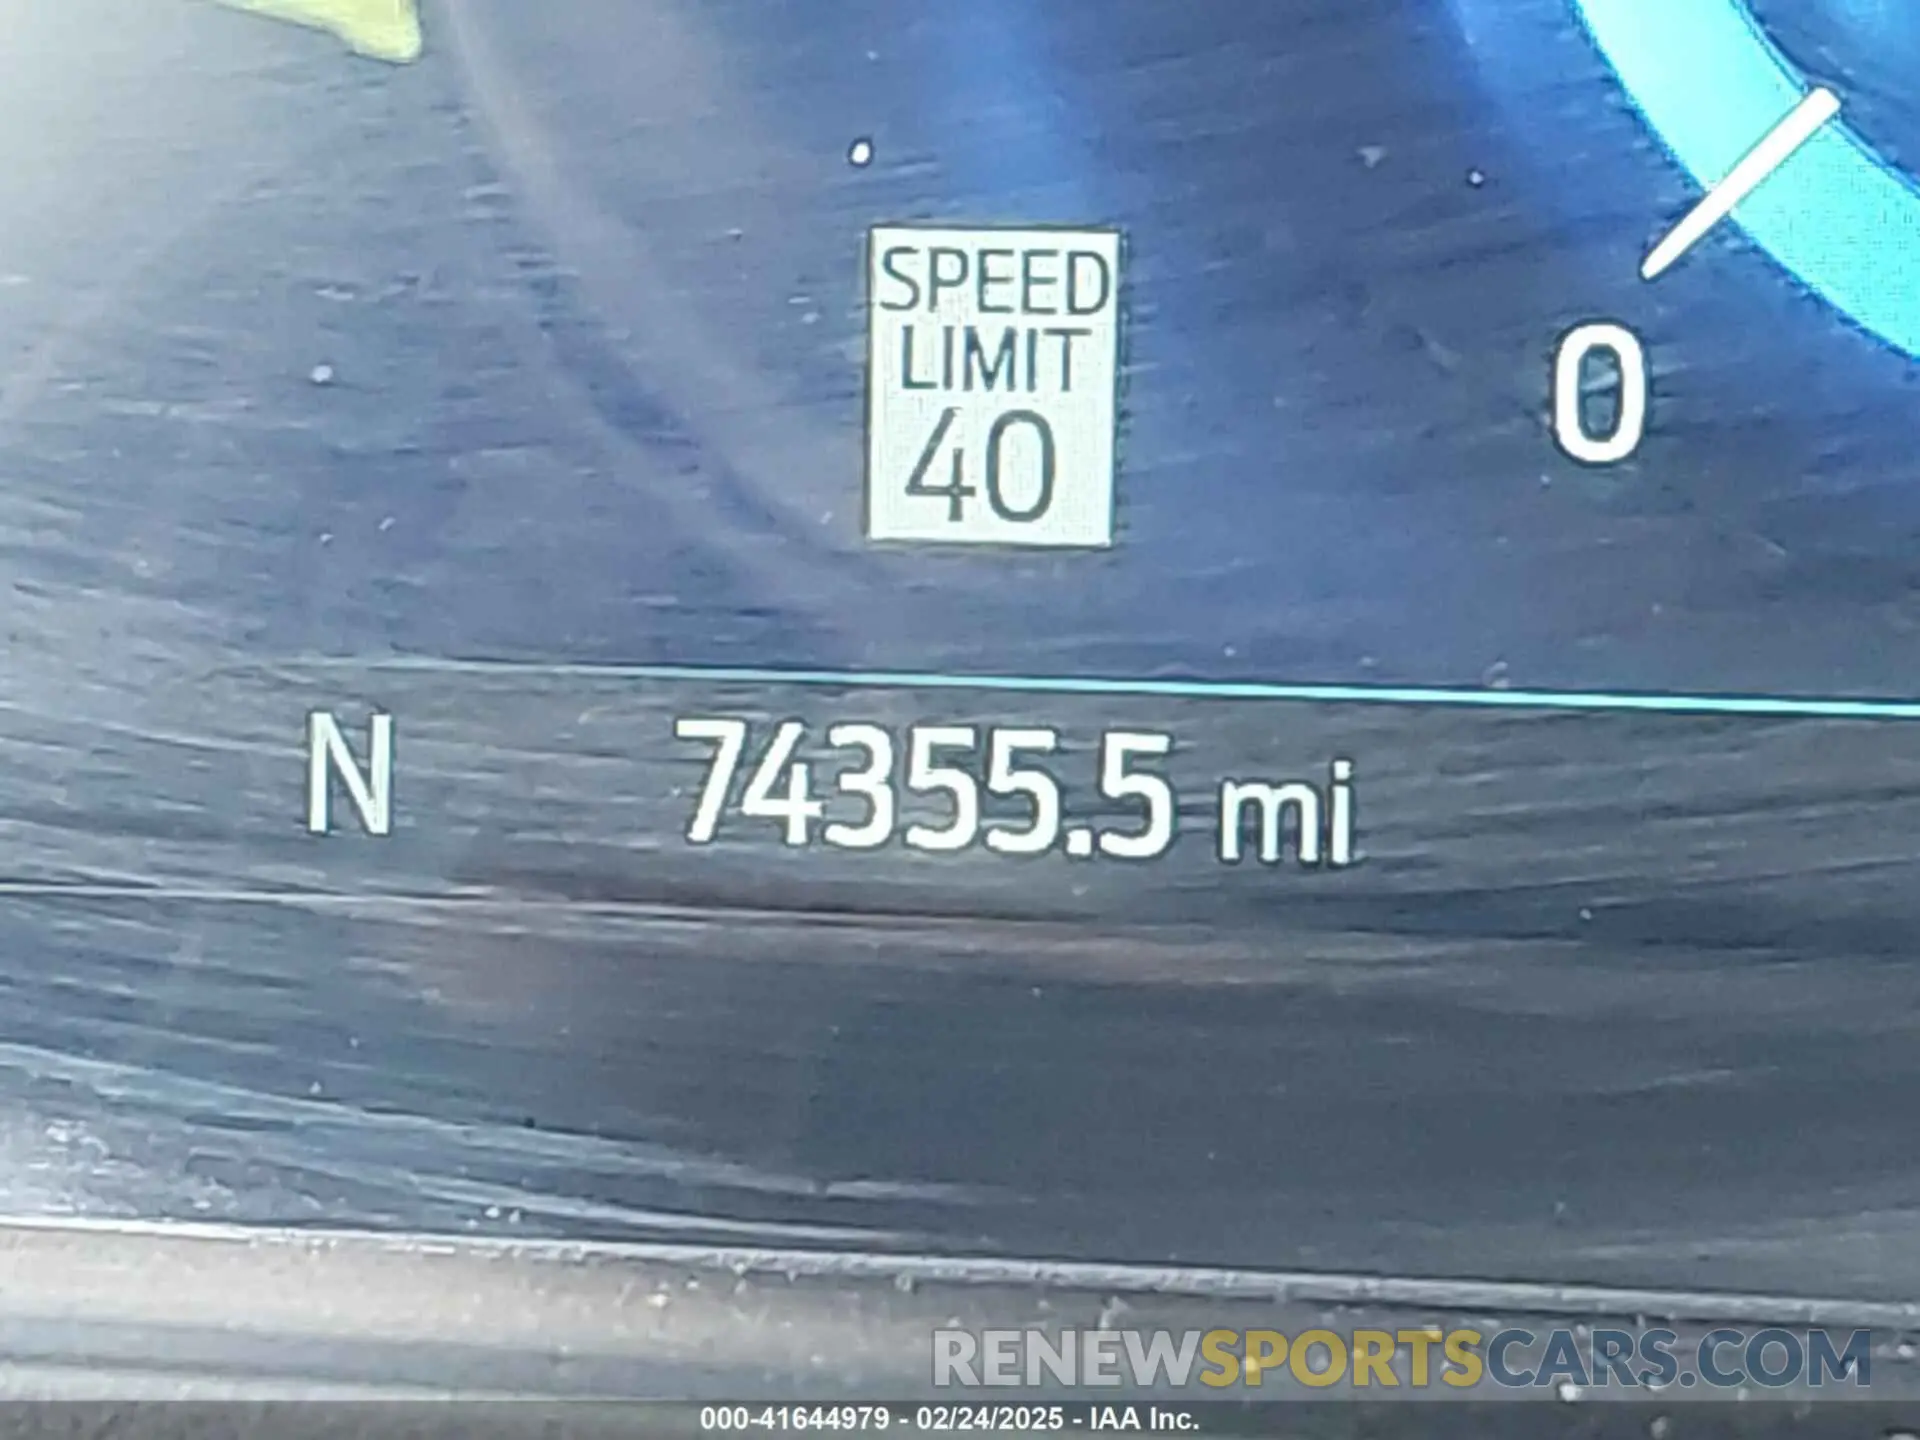 SPEED
LIMIT
40
0
N 74355.5 mi
RENEWSPORTSCARS.COM
000-41644979 - 02/24/2025 - IAA Inc.